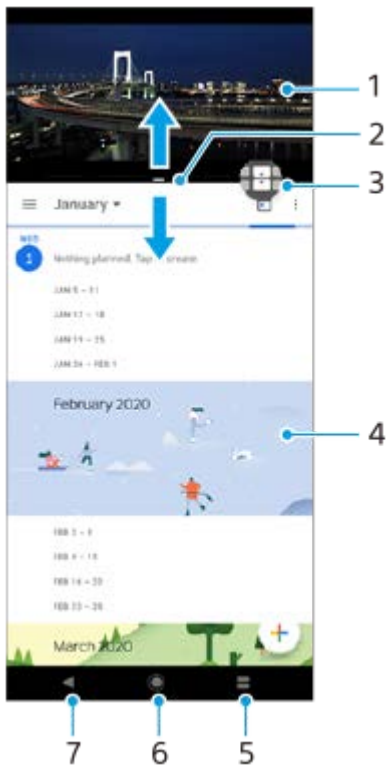 1
2
3
January
WED
1
Nothing planned. Tap to create.
JAN 5 – 11
JAN 12 – 18
JAN 19 – 25
JAN 26 – FEB 1
February 2020
4
FEB 2 – 8
FEB 9 – 15
FEB 16 – 22
FEB 23 – 29
March 2020
7 6 5